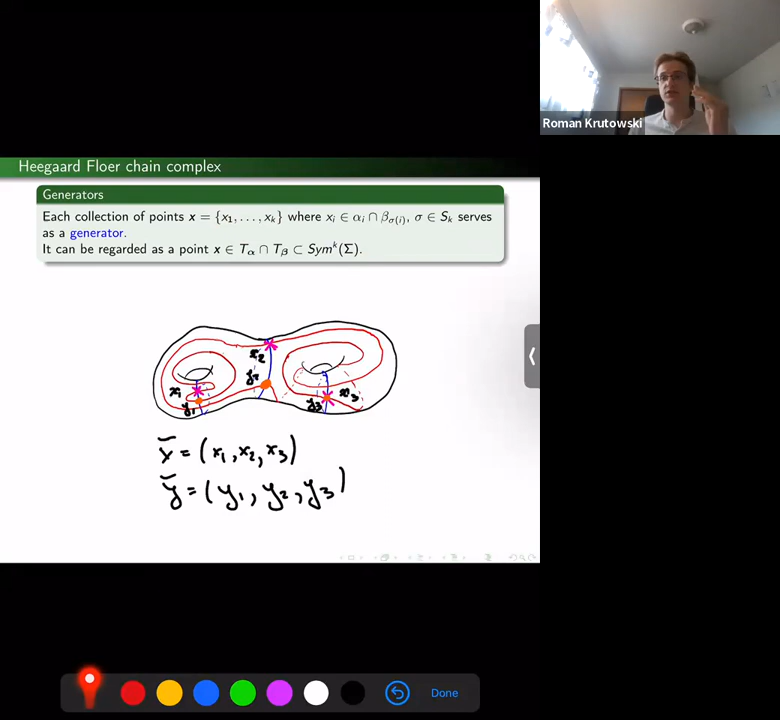 Roman Krutowski
Heegaard Floer chain complex
Generators
Each collection of points x = {x₁, . . . , xₖ} where xᵢ ∈ αᵢ ∩ β_σ(i), σ ∈ Sₖ serves
as a generator.
It can be regarded as a point x ∈ T_α ∩ T_β ⊂ Symᵏ(Σ).
x₂
x₁ y₂ x₃
y₁ y₃
x̄ = (x₁, x₂, x₃)
ȳ = (y₁, y₂, y₃)
Done